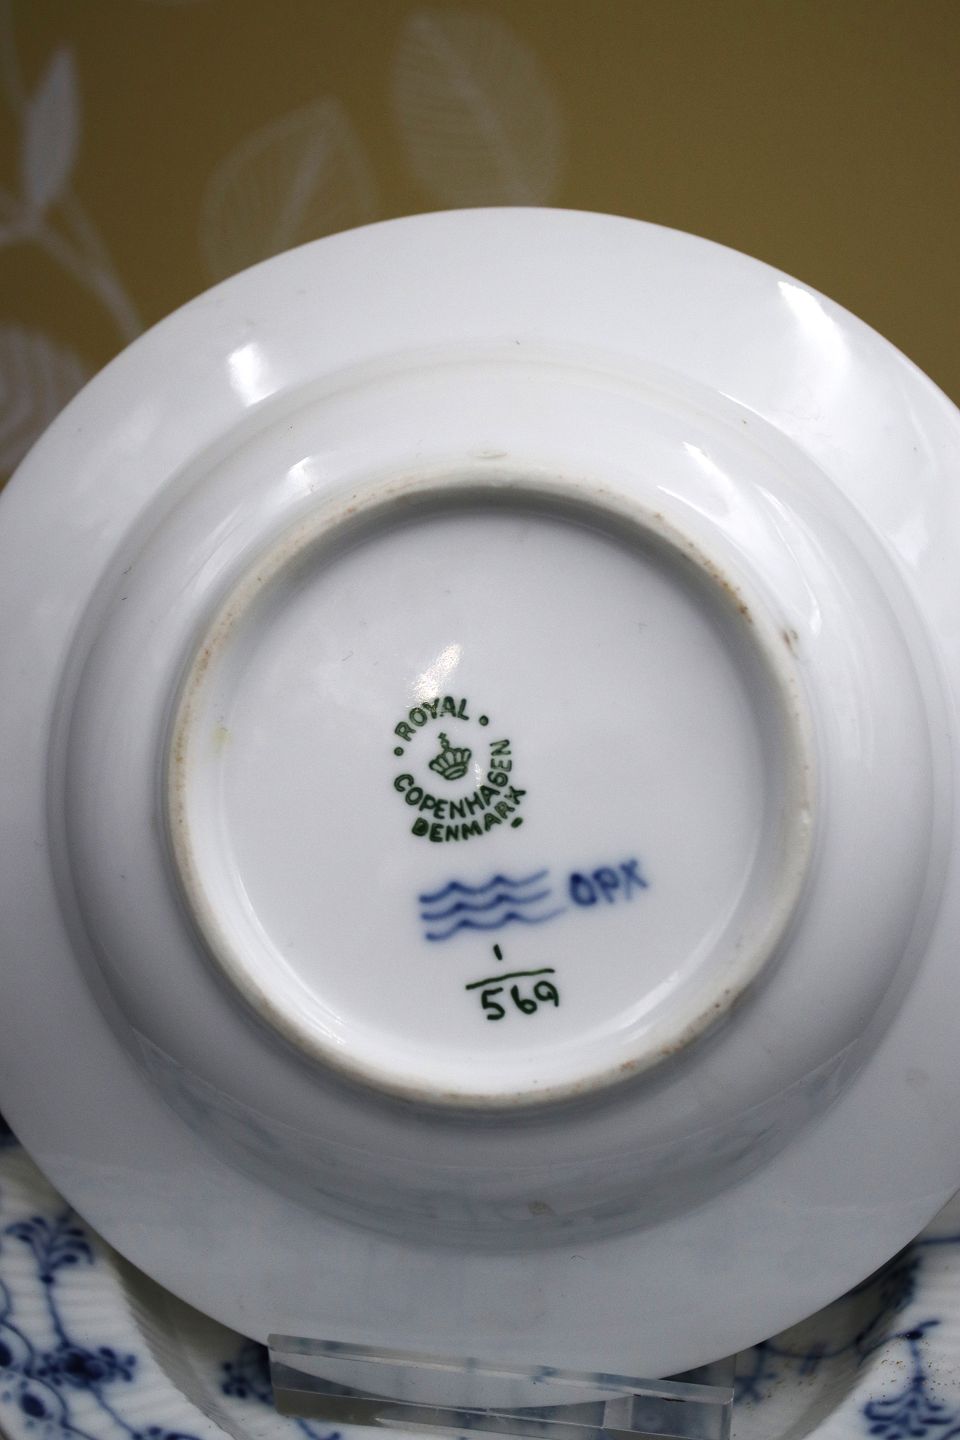 ROYAL
COPENHAGEN
DENMARK
OPX
1
569